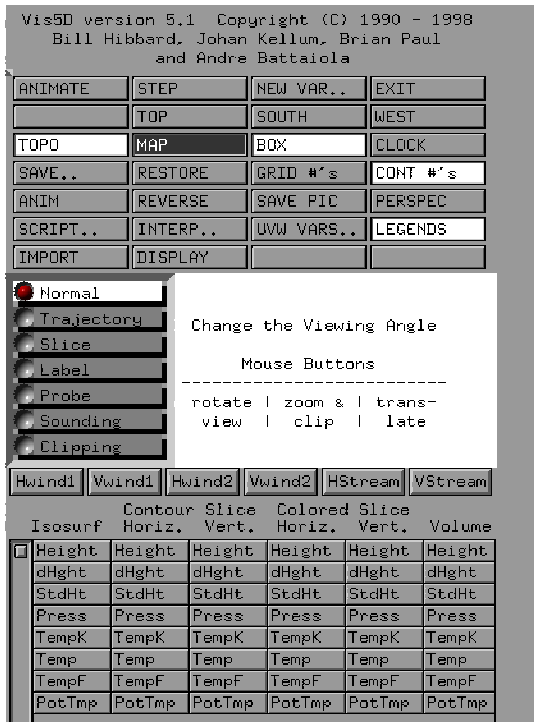 Vis5D version 5.1 Copyright (C) 1990 - 1998
Bill Hibbard, Johan Kellum, Brian Paul
and Andre Battaiola
ANIMATE STEP NEW VAR.. EXIT
TOP SOUTH WEST
TOPO MAP BOX CLOCK
SAVE.. RESTORE GRID #'s CONT #'s
ANIM REVERSE SAVE PIC PERSPEC
SCRIPT.. INTERP.. UVW VARS.. LEGENDS
IMPORT DISPLAY
Normal
Trajectory
Slice
Label
Probe
Sounding
Clipping
Change the Viewing Angle
Mouse Buttons
---------------------------
rotate | zoom & | trans-
view | clip | late
Hwind1 Vwind1 Hwind2 Vwind2 HStream VStream
Contour Slice Colored Slice
Isosurf Horiz. Vert. Horiz. Vert. Volume
Height Height Height Height Height Height
dHght dHght dHght dHght dHght dHght
StdHt StdHt StdHt StdHt StdHt StdHt
Press Press Press Press Press Press
TempK TempK TempK TempK TempK TempK
Temp Temp Temp Temp Temp Temp
TempF TempF TempF TempF TempF TempF
PotTmp PotTmp PotTmp PotTmp PotTmp PotTmp